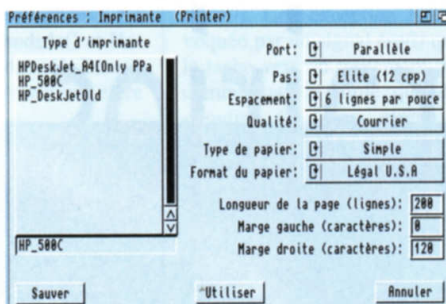 Préférences : Imprimante (Printer)
Type d'imprimante
HPDeskJet_A4[Only PPa
HP_500C
HP_DeskJetOld
HP_500C
Port: Parallèle
Pas: Elite (12 cpp)
Espacement: 6 lignes par pouce
Qualité: Courrier
Type de papier: Simple
Format du papier: Légal U.S.A
Longueur de la page (lignes): 200
Marge gauche (caractères): 0
Marge droite (caractères): 120
Sauver
Utiliser
Annuler